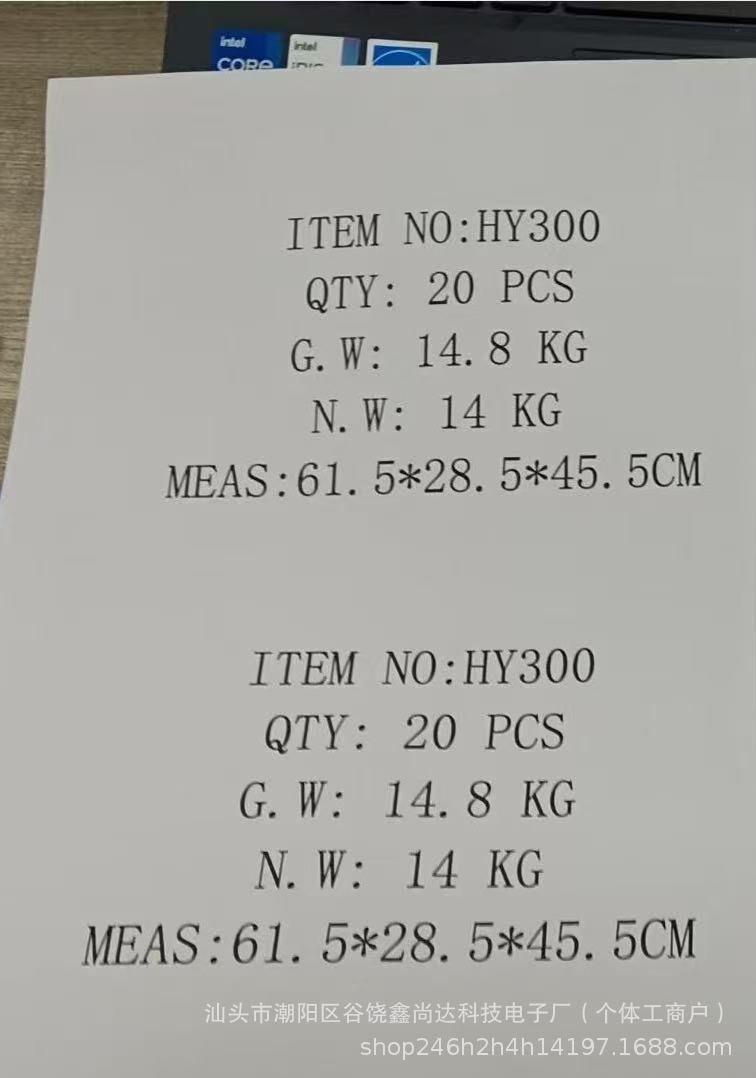 intel
CORE
intel
ITEM NO:HY300
QTY: 20 PCS
G.W: 14.8 KG
N.W: 14 KG
MEAS:61.5*28.5*45.5CM
ITEM NO:HY300
QTY: 20 PCS
G.W: 14.8 KG
N.W: 14 KG
MEAS:61.5*28.5*45.5CM
汕头市潮阳区谷饶鑫尚达科技电子厂（个体工商户）
shop246h2h4h14197.1688.com